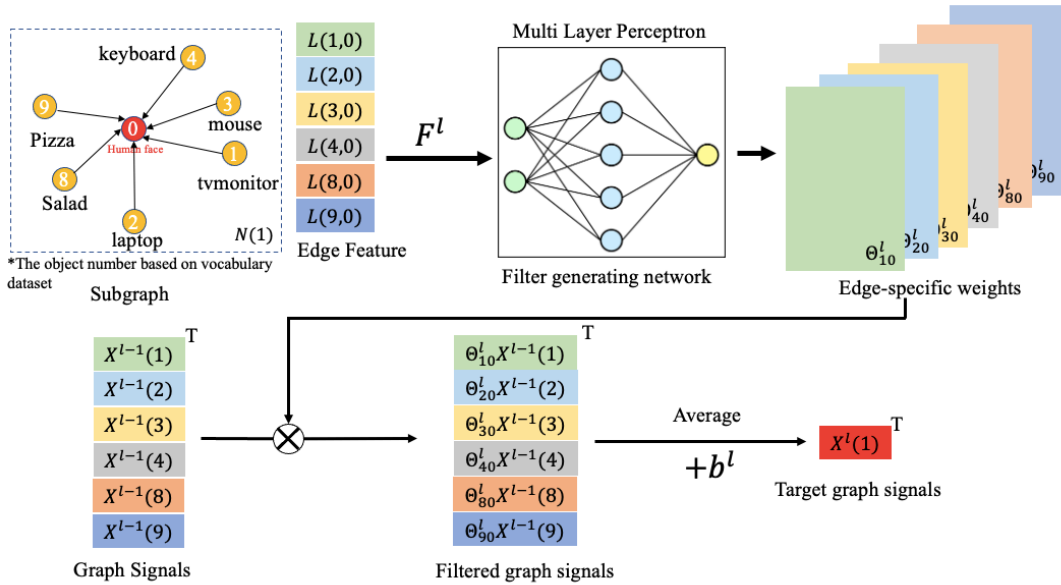 keyboard
4
9
Pizza
0
Human face
3
mouse
1
tvmonitor
8
Salad
2
laptop
N(1)
*The object number based on vocabulary
dataset
Subgraph
L(1,0)
L(2,0)
L(3,0)
L(4,0)
L(8,0)
L(9,0)
Edge Feature
F^l
Multi Layer Perceptron
Filter generating network
Θ^l_10
Θ^l_20
Θ^l_30
Θ^l_40
Θ^l_80
Θ^l_90
Edge-specific weights
T
X^{l−1}(1)
X^{l−1}(2)
X^{l−1}(3)
X^{l−1}(4)
X^{l−1}(8)
X^{l−1}(9)
Graph Signals
T
Θ^l_10 X^{l−1}(1)
Θ^l_20 X^{l−1}(2)
Θ^l_30 X^{l−1}(3)
Θ^l_40 X^{l−1}(4)
Θ^l_80 X^{l−1}(8)
Θ^l_90 X^{l−1}(9)
Filtered graph signals
Average
+b^l
T
X^l(1)
Target graph signals